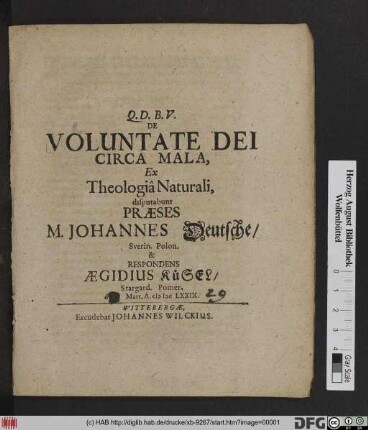 Q. D. B. V.
DE
VOLUNTATE DEI
CIRCA MALA,
Ex
Theologiâ Naturali,
disputabunt
PRÆSES
M. JOHANNES Deutsche/
Sverin. Polon.
&
RESPONDENS
ÆGIDIUS KüSEL/
Stargard. Pomer.
Mart. A. cIɔ Iɔc LXXIX. 29
WITTEBERGÆ,
Excudebat JOHANNES WILCKIUS.
Herzog August Bibliothek
Wolfenbüttel
Gray Scale
(c) HAB http://diglib.hab.de/drucke/xb-9287/start.htm?image=00001
DFG